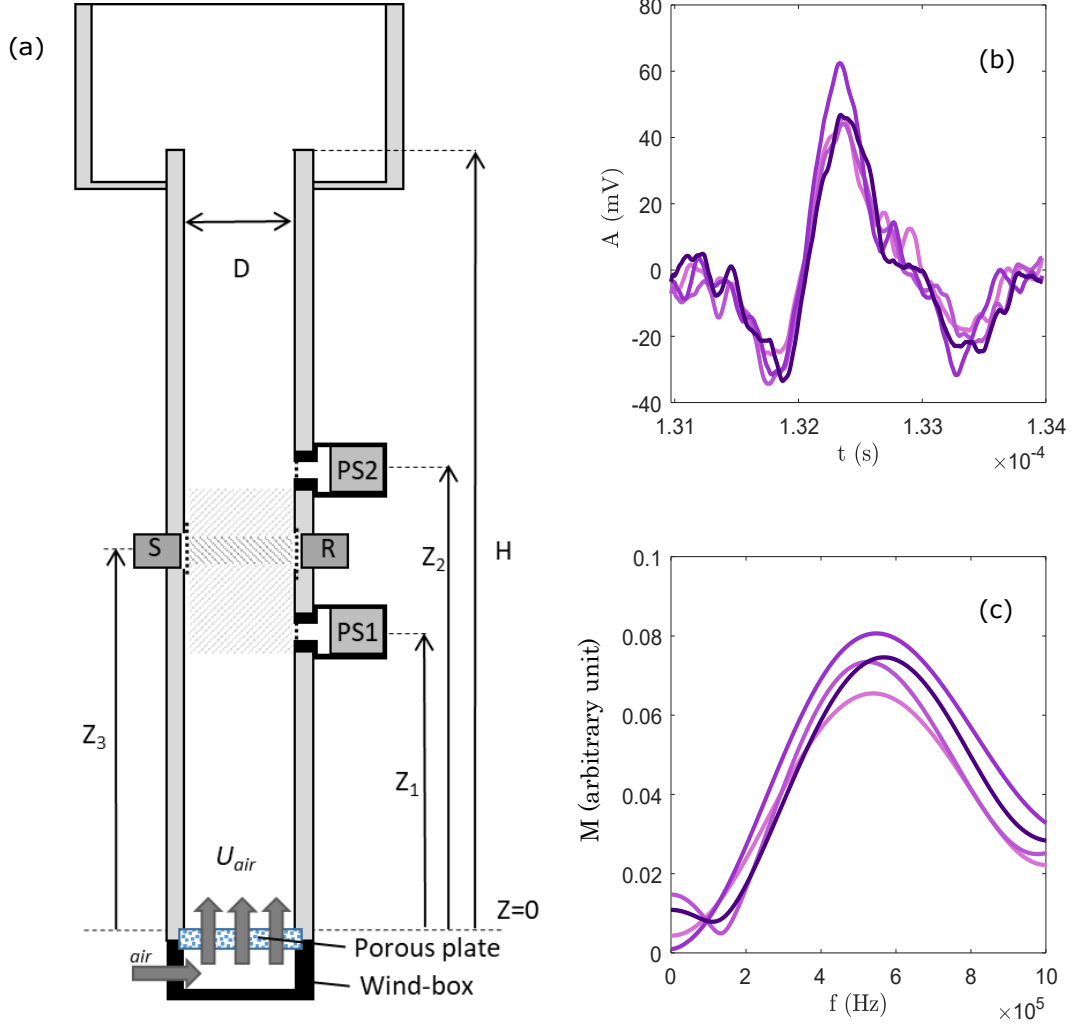 (a)
D
PS2
S
R
Z₂
H
PS1
Z₃
Z₁
U_air
Z=0
Porous plate
air
Wind-box
(b)
80
60
40
20
0
-20
-40
A (mV)
1.31
1.32
1.33
1.34
t (s)
×10⁻⁴
(c)
0.1
0.08
0.06
0.04
0.02
0
M (arbitrary unit)
0
2
4
6
8
10
f (Hz)
×10⁵